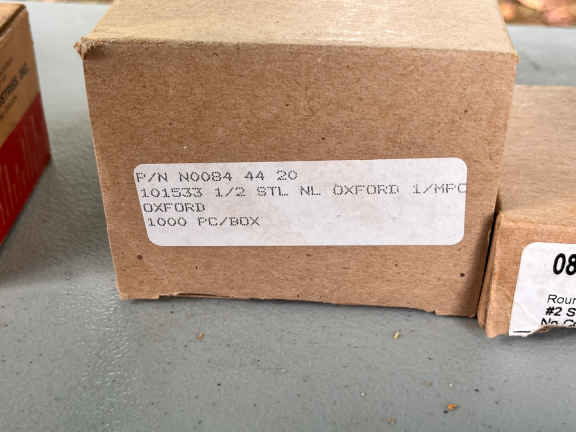 P/N N0084 44 20
101533 1/2 STL NL OXFORD 1/MPC
OXFORD
1000 PC/BOX
08
Roun
#2 S